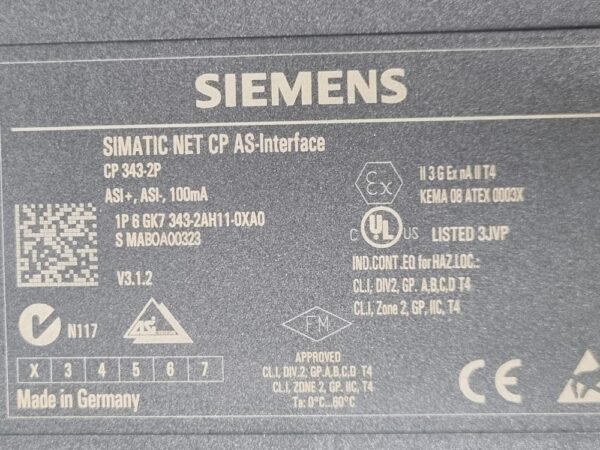 SIEMENS
SIMATIC NET CP AS-Interface
CP 343-2P
ASI+, ASI-, 100mA
1P 6 GK7 343-2AH11-0XA0
S MABOA00323
V3.1.2
N117
ASi
X 3 4 5 6 7
Made in Germany
Ex
II 3 G Ex nA II T4
KEMA 08 ATEX 0003X
C UL US LISTED 3JVP
IND.CONT.EQ for HAZ.LOC.:
CL.I, DIV.2, GP. A,B,C,D T4
CL.I, Zone 2, GP. IIC, T4
FM
APPROVED
CL.I, DIV.2, GP.A,B,C,D T4
CL.I, ZONE 2, GP. IIC, T4
Ta: 0°C...60°C
CE